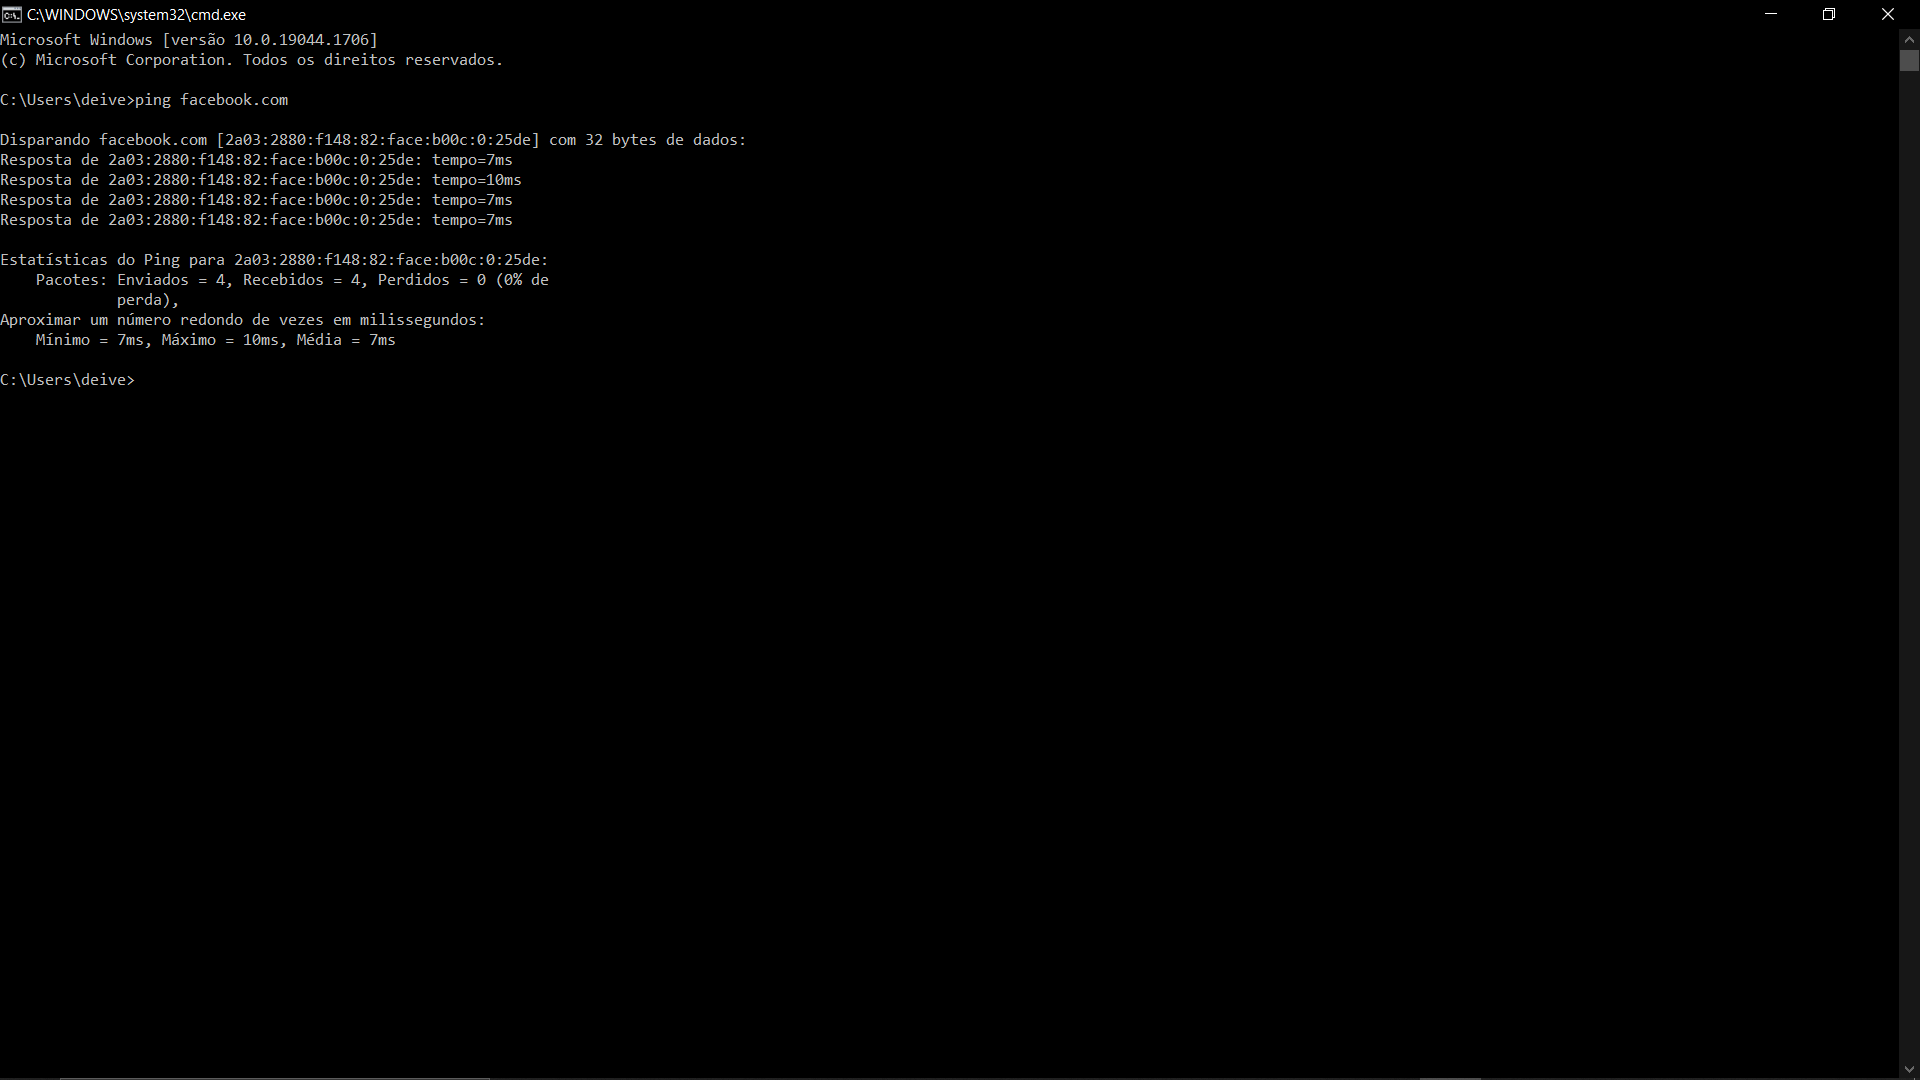 C:\WINDOWS\system32\cmd.exe
Microsoft Windows [versão 10.0.19044.1706]
(c) Microsoft Corporation. Todos os direitos reservados.
C:\Users\deive>ping facebook.com
Disparando facebook.com [2a03:2880:f148:82:face:b00c:0:25de] com 32 bytes de dados:
Resposta de 2a03:2880:f148:82:face:b00c:0:25de: tempo=7ms
Resposta de 2a03:2880:f148:82:face:b00c:0:25de: tempo=10ms
Resposta de 2a03:2880:f148:82:face:b00c:0:25de: tempo=7ms
Resposta de 2a03:2880:f148:82:face:b00c:0:25de: tempo=7ms
Estatísticas do Ping para 2a03:2880:f148:82:face:b00c:0:25de:
    Pacotes: Enviados = 4, Recebidos = 4, Perdidos = 0 (0% de
             perda),
Aproximar um número redondo de vezes em milissegundos:
    Mínimo = 7ms, Máximo = 10ms, Média = 7ms
C:\Users\deive>